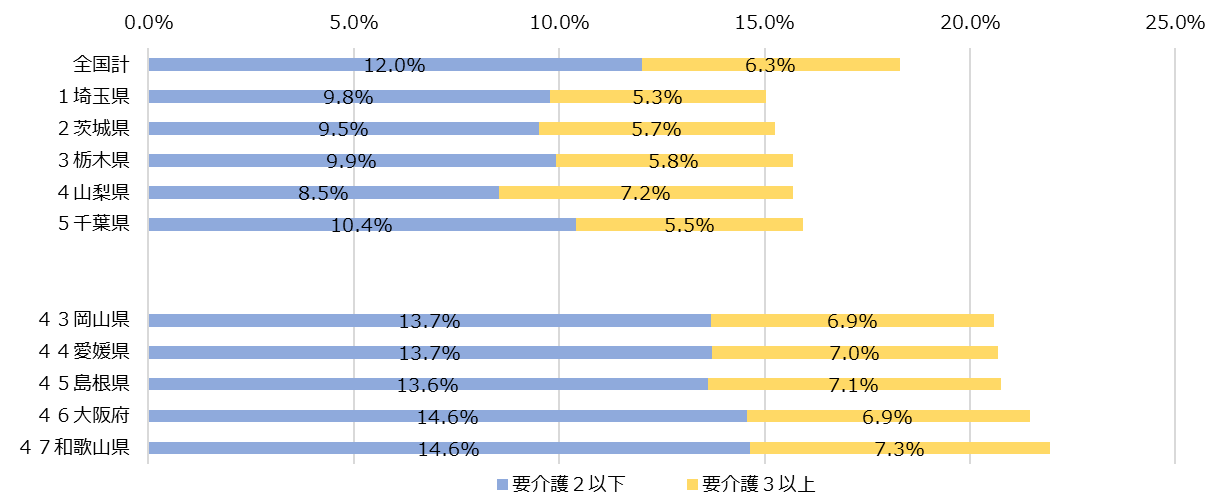 0.0% 5.0% 10.0% 15.0% 20.0% 25.0%
全国計 12.0% 6.3%
１埼玉県 9.8% 5.3%
２茨城県 9.5% 5.7%
３栃木県 9.9% 5.8%
４山梨県 8.5% 7.2%
５千葉県 10.4% 5.5%
４３岡山県 13.7% 6.9%
４４愛媛県 13.7% 7.0%
４５島根県 13.6% 7.1%
４６大阪府 14.6% 6.9%
４７和歌山県 14.6% 7.3%
要介護２以下 要介護３以上